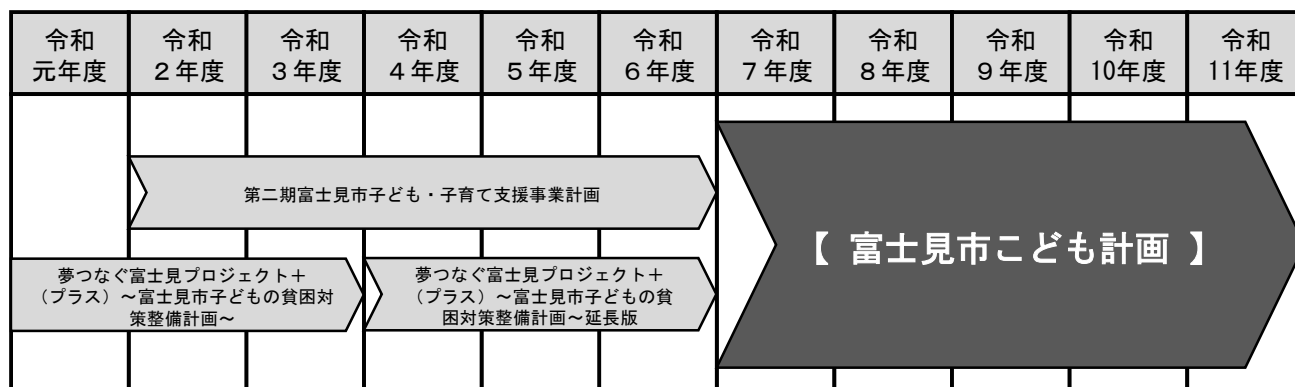 令和
元年度
令和
２年度
令和
３年度
令和
４年度
令和
５年度
令和
６年度
令和
７年度
令和
８年度
令和
９年度
令和
10年度
令和
11年度
第二期富士見市子ども・子育て支援事業計画
【 富士見市こども計画 】
夢つなぐ富士見プロジェクト＋
（プラス）～富士見市子どもの貧困対
策整備計画～
夢つなぐ富士見プロジェクト＋
（プラス）～富士見市子どもの貧
困対策整備計画～延長版